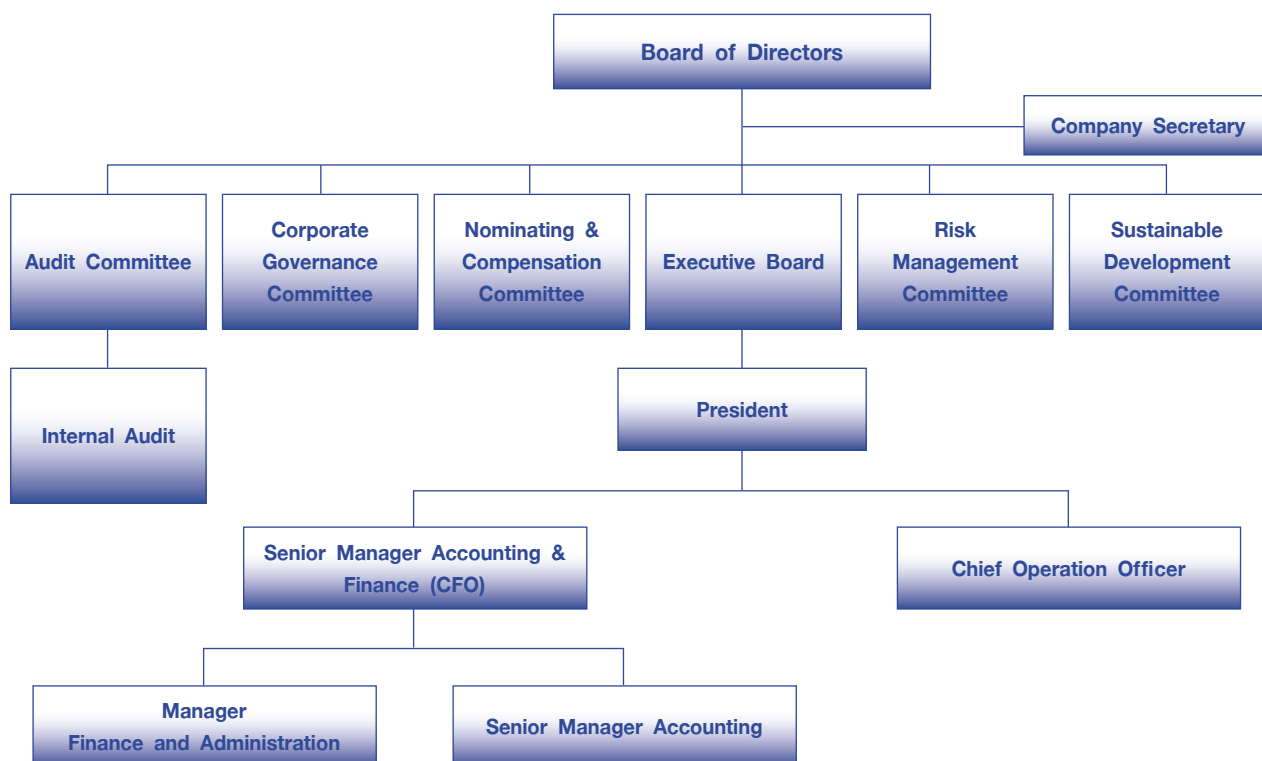 Board of Directors
Company Secretary
Audit Committee
Corporate
Governance
Committee
Nominating &
Compensation
Committee
Executive Board
Risk
Management
Committee
Sustainable
Development
Committee
Internal Audit
President
Senior Manager Accounting &
Finance (CFO)
Chief Operation Officer
Manager
Finance and Administration
Senior Manager Accounting